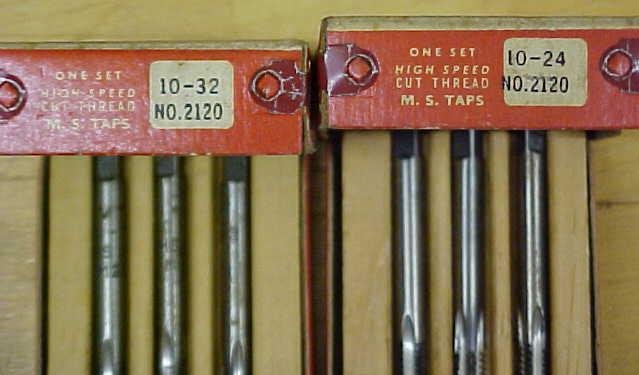 ONE SET
HIGH SPEED
CUT THREAD
M. S. TAPS
10-32
NO.2120
ONE SET
HIGH SPEED
CUT THREAD
M. S. TAPS
10-24
NO.2120